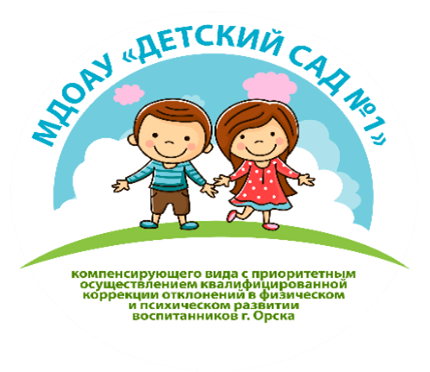 МДОАУ «ДЕТСКИЙ САД №1»
компенсирующего вида с приоритетным
осуществлением квалифицированной
коррекции отклонений в физическом
и психическом развитии
воспитанников г. Орска